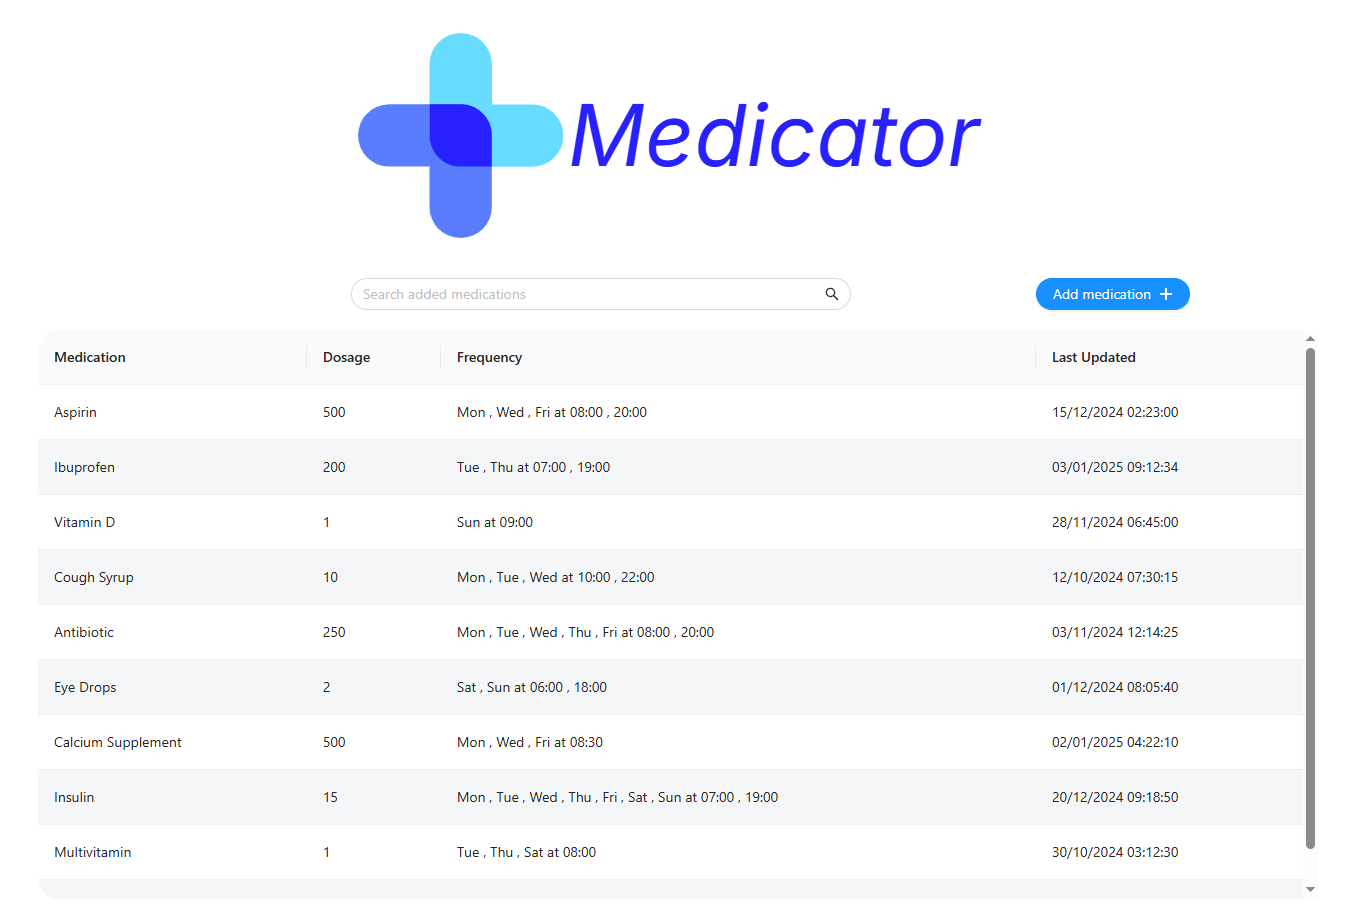 Medicator
Search added medications
Add medication
Medication Dosage Frequency Last Updated
Aspirin 500 Mon , Wed , Fri at 08:00 , 20:00 15/12/2024 02:23:00
Ibuprofen 200 Tue , Thu at 07:00 , 19:00 03/01/2025 09:12:34
Vitamin D 1 Sun at 09:00 28/11/2024 06:45:00
Cough Syrup 10 Mon , Tue , Wed at 10:00 , 22:00 12/10/2024 07:30:15
Antibiotic 250 Mon , Tue , Wed , Thu , Fri at 08:00 , 20:00 03/11/2024 12:14:25
Eye Drops 2 Sat , Sun at 06:00 , 18:00 01/12/2024 08:05:40
Calcium Supplement 500 Mon , Wed , Fri at 08:30 02/01/2025 04:22:10
Insulin 15 Mon , Tue , Wed , Thu , Fri , Sat , Sun at 07:00 , 19:00 20/12/2024 09:18:50
Multivitamin 1 Tue , Thu , Sat at 08:00 30/10/2024 03:12:30